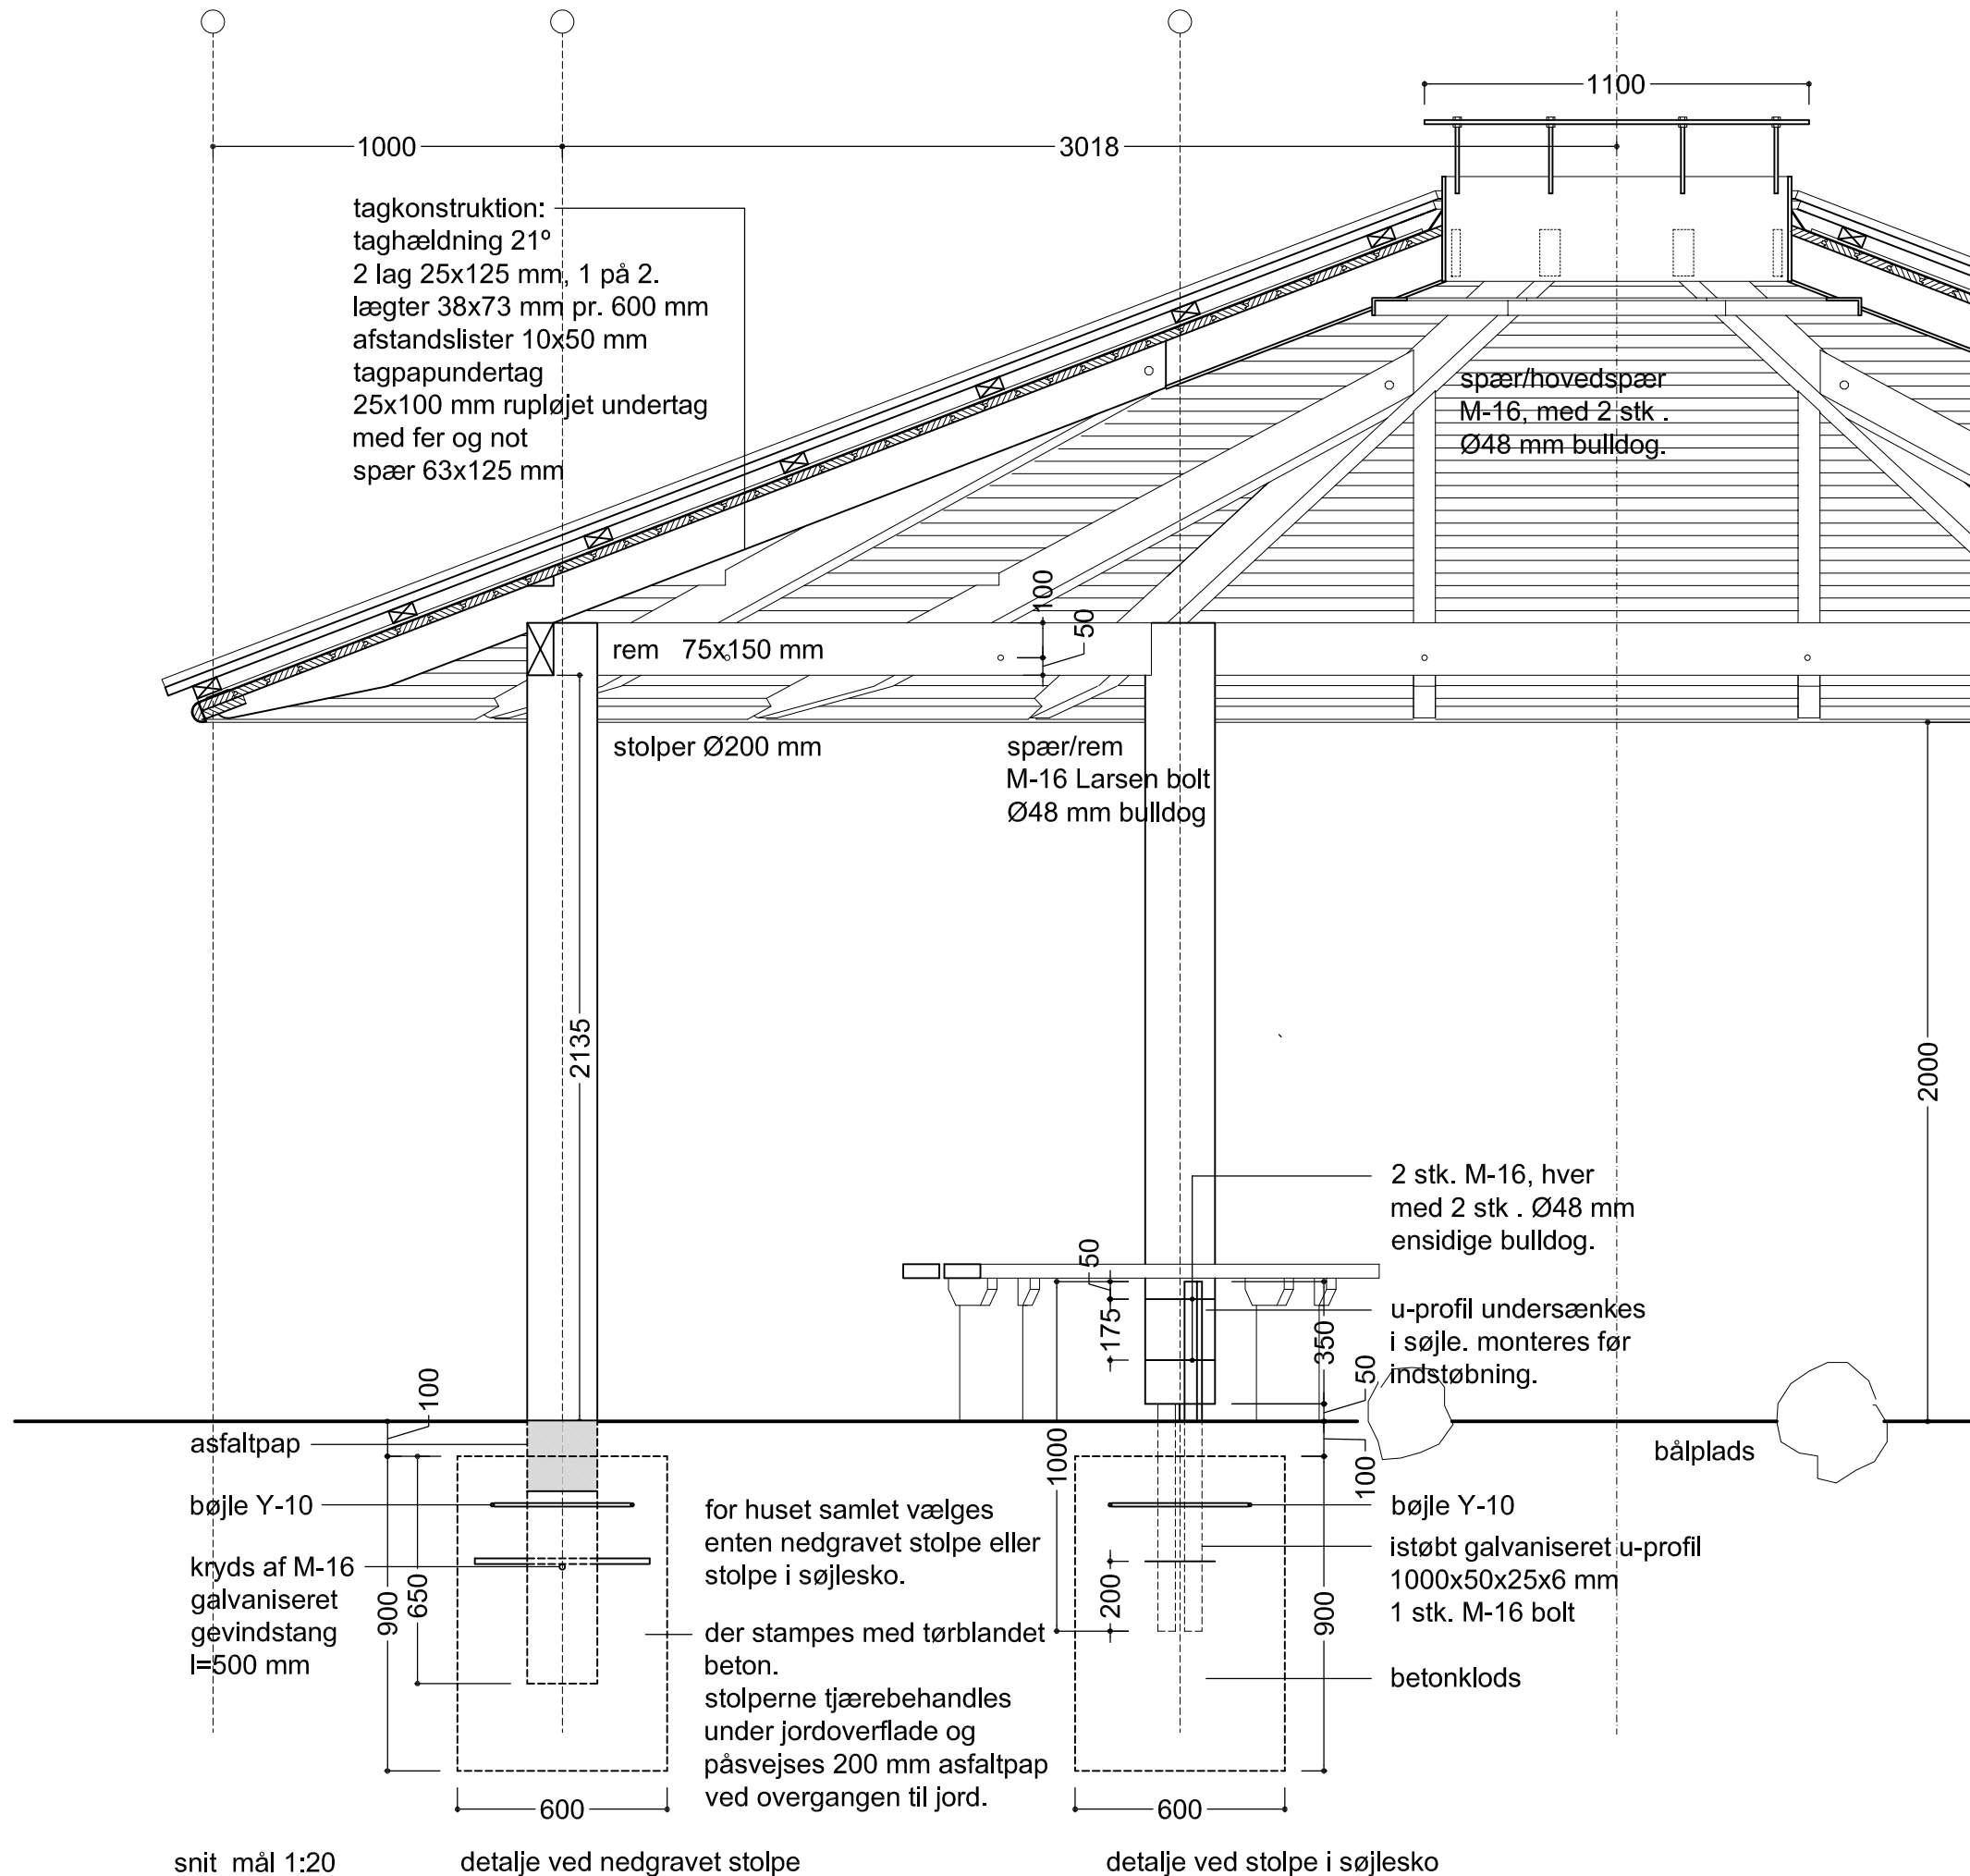 1100
1000
3018
tagkonstruktion:
taghældning 21º
2 lag 25x125 mm, 1 på 2.
lægter 38x73 mm pr. 600 mm
afstandslister 10x50 mm
tagpapundertag
25x100 mm rupløjet undertag
med fer og not
spær 63x125 mm
spær/hovedspær
M-16, med 2 stk .
Ø48 mm bulldog.
100
50
rem 75x150 mm
stolper Ø200 mm
spær/rem
M-16 Larsen bolt
Ø48 mm bulldog
2135
2000
2 stk. M-16, hver
med 2 stk . Ø48 mm
ensidige bulldog.
50
175
350
u-profil undersænkes
i søjle. monteres før
indstøbning.
50
100
100
1000
asfaltpap
bøjle Y-10
kryds af M-16
galvaniseret
gevindstang
l=500 mm
900
650
for huset samlet vælges
enten nedgravet stolpe eller
stolpe i søjlesko.
der stampes med tørblandet
beton.
stolperne tjærebehandles
under jordoverflade og
påsvejses 200 mm asfaltpap
ved overgangen til jord.
200
900
bålplads
bøjle Y-10
istøbt galvaniseret u-profil
1000x50x25x6 mm
1 stk. M-16 bolt
betonklods
600
600
snit mål 1:20
detalje ved nedgravet stolpe
detalje ved stolpe i søjlesko